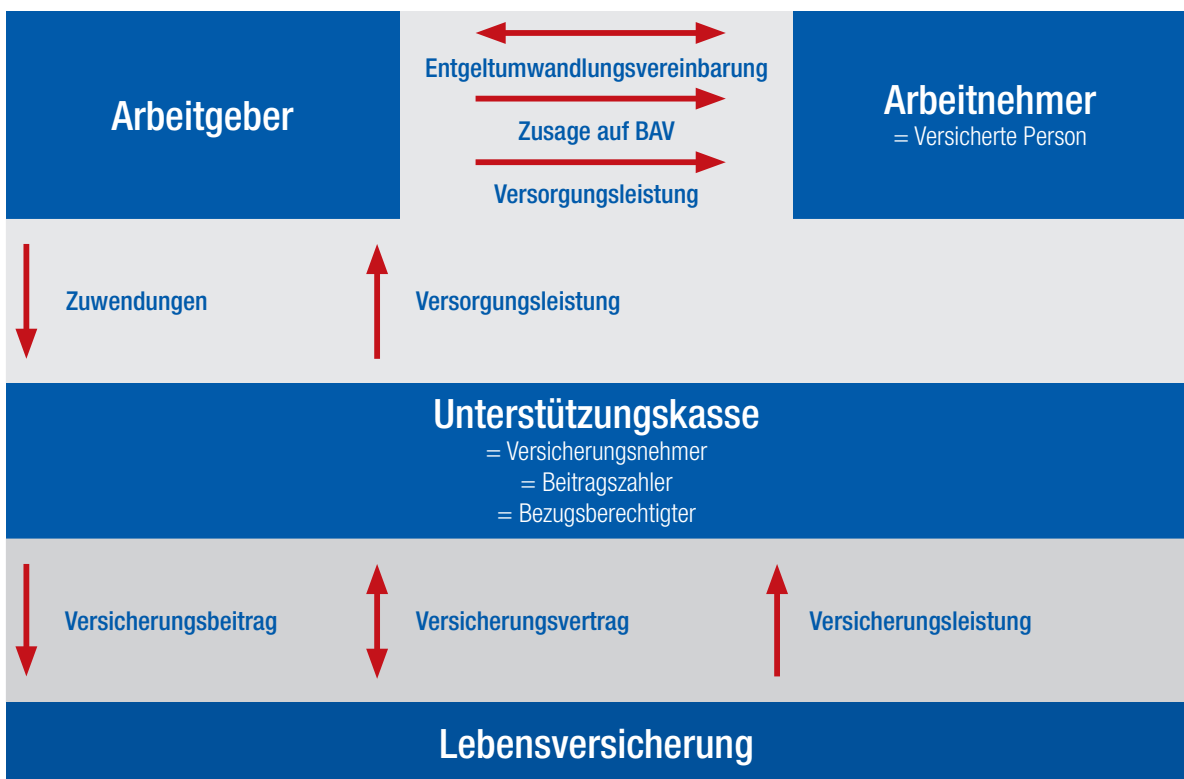 Arbeitgeber
Entgeltumwandlungsvereinbarung
Zusage auf BAV
Versorgungsleistung
Arbeitnehmer
= Versicherte Person
Zuwendungen
Versorgungsleistung
Unterstützungskasse
= Versicherungsnehmer
= Beitragszahler
= Bezugsberechtigter
Versicherungsbeitrag
Versicherungsvertrag
Versicherungsleistung
Lebensversicherung